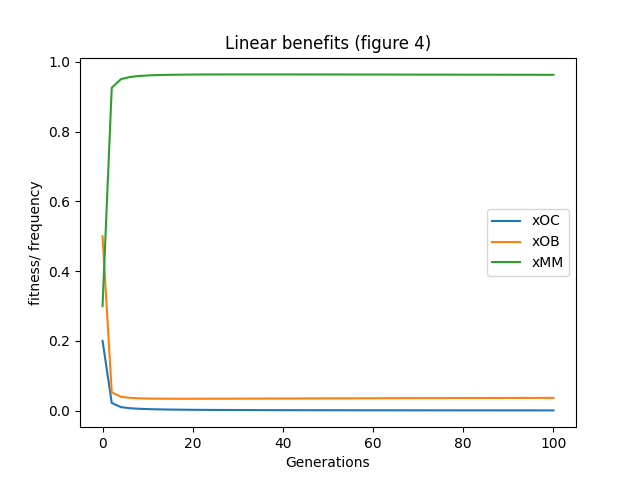 Linear benefits (figure 4)
fitness/ frequency
1.0
0.8
0.6
0.4
0.2
0.0
xOC
xOB
xMM
0 20 40 60 80 100
Generations